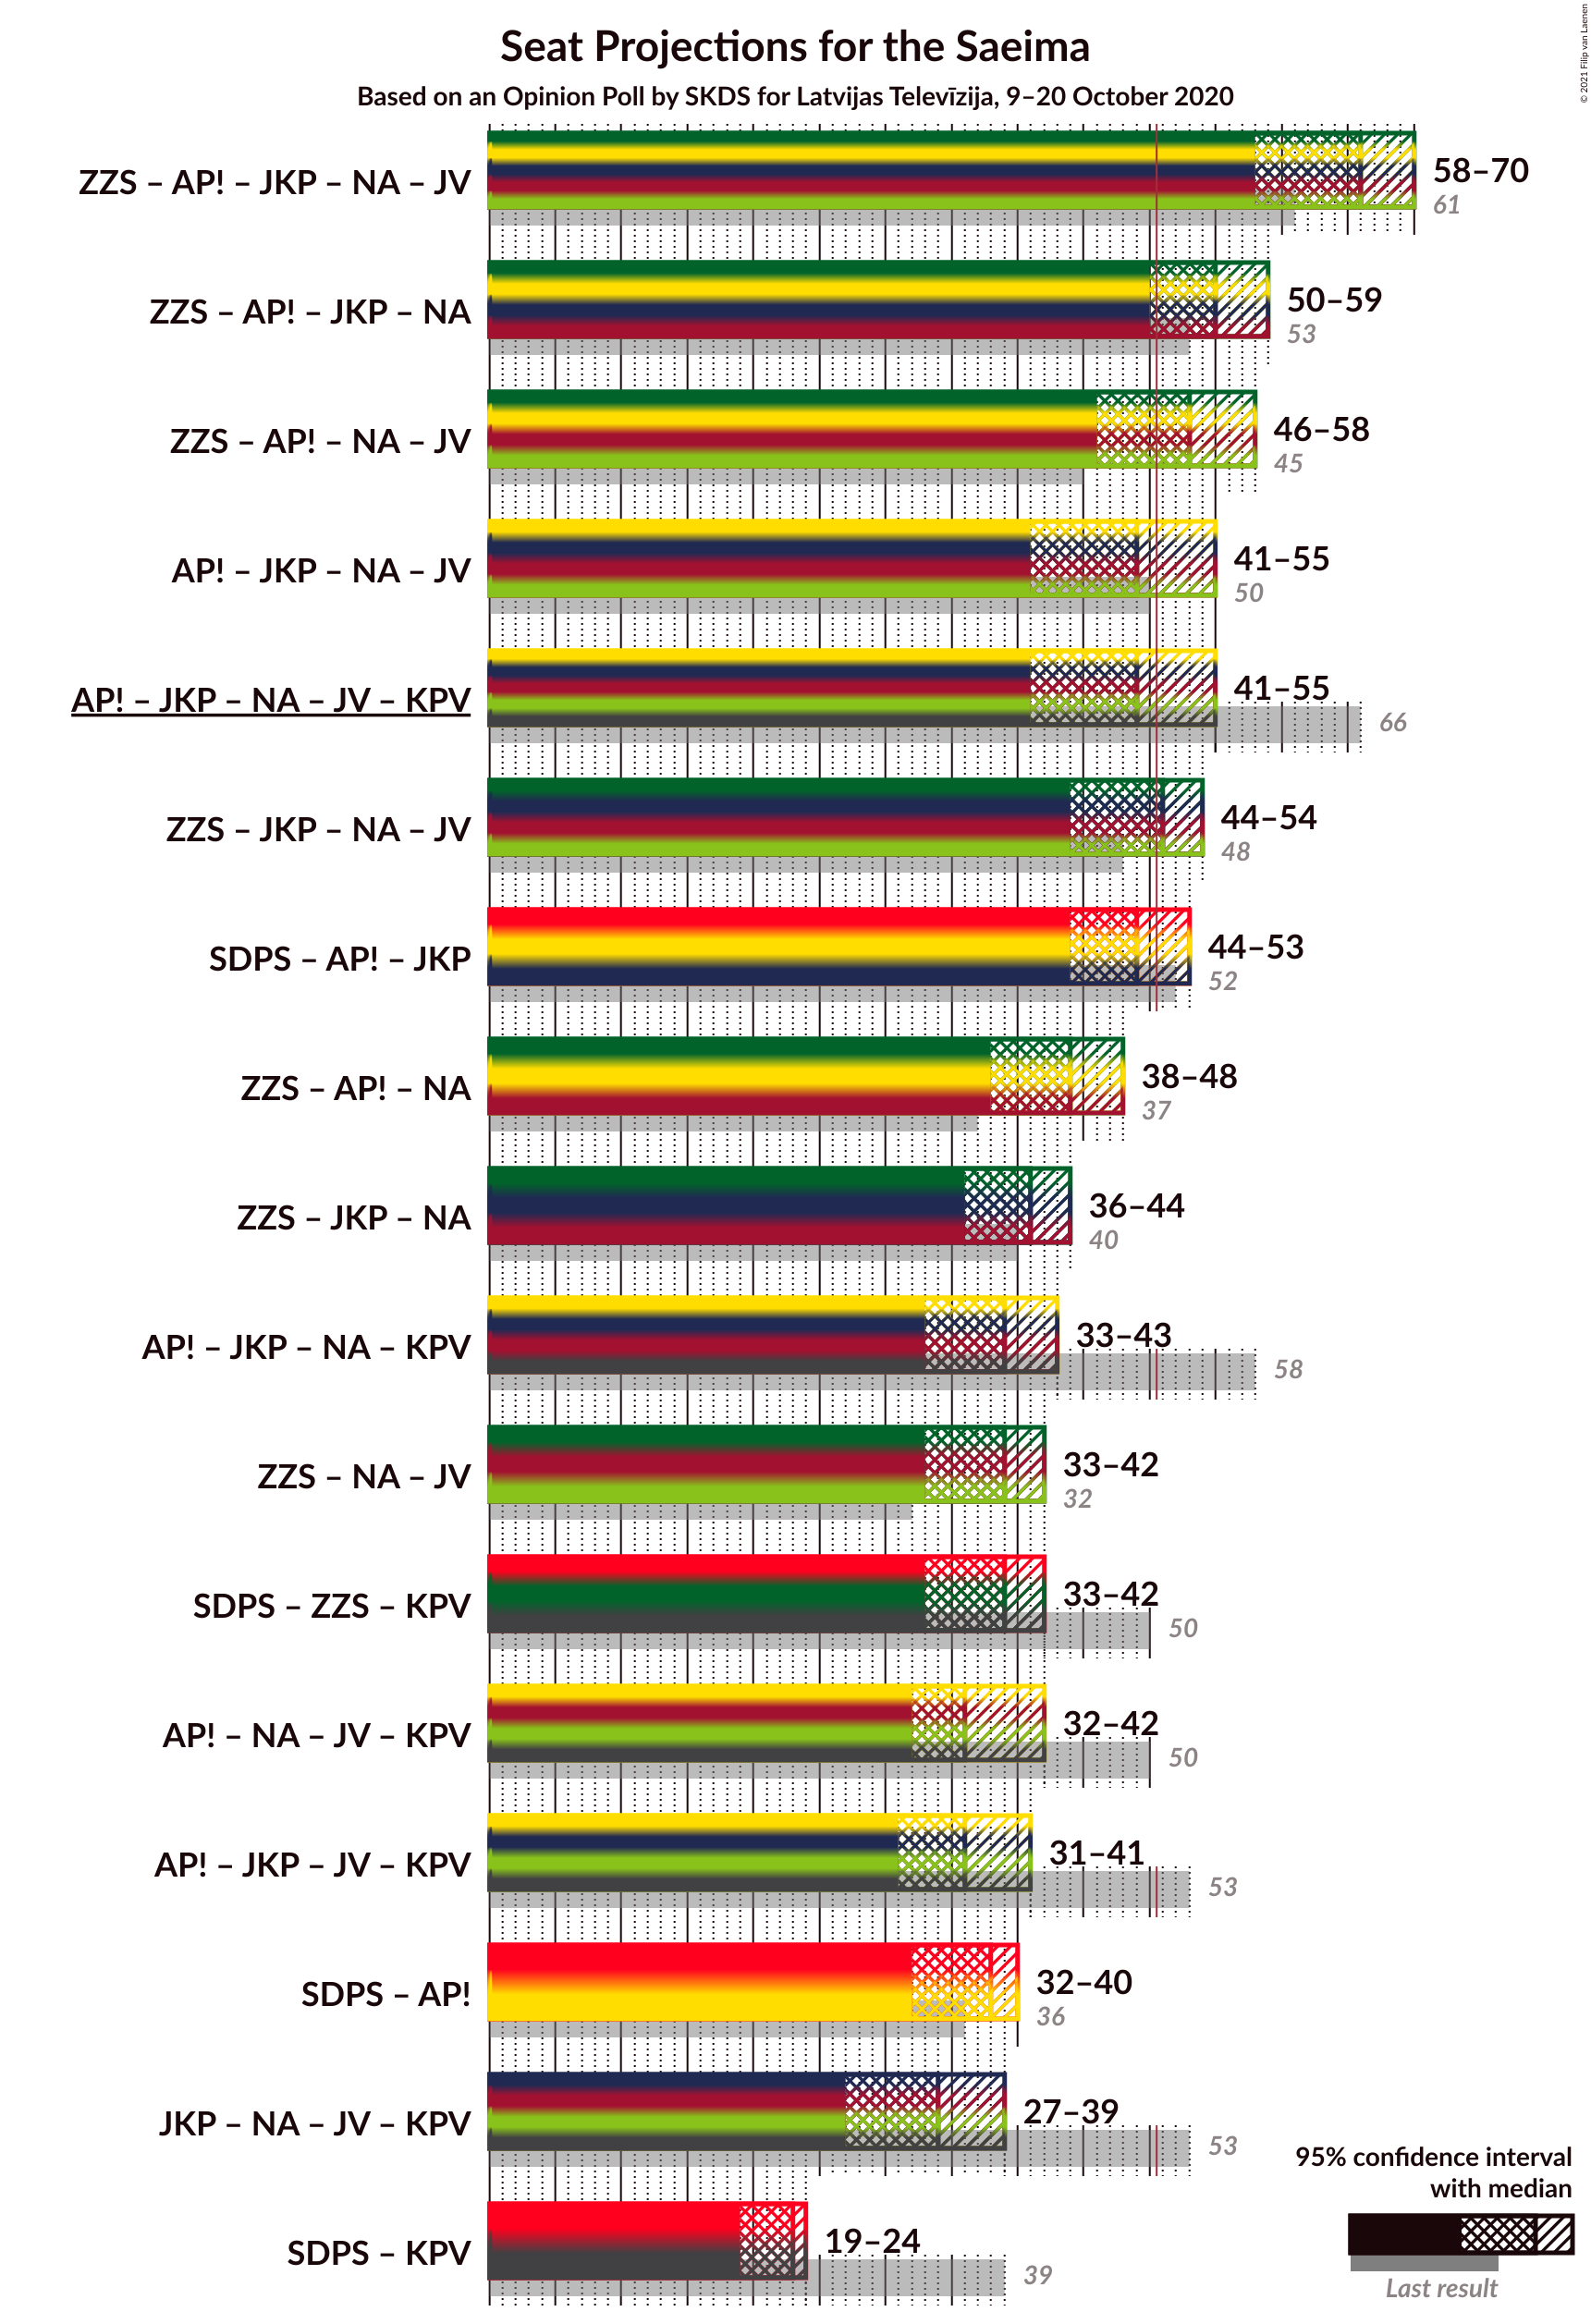 © 2021 Filip van Laenen
Seat Projections for the Saeima
Based on an Opinion Poll by SKDS for Latvijas Televīzija, 9–20 October 2020
ZZS – AP! – JKP – NA – JV
58–70
61
ZZS – AP! – JKP – NA
50–59
53
ZZS – AP! – NA – JV
46–58
45
AP! – JKP – NA – JV
41–55
50
AP! – JKP – NA – JV – KPV
41–55
66
ZZS – JKP – NA – JV
44–54
48
SDPS – AP! – JKP
44–53
52
ZZS – AP! – NA
38–48
37
ZZS – JKP – NA
36–44
40
AP! – JKP – NA – KPV
33–43
58
ZZS – NA – JV
33–42
32
SDPS – ZZS – KPV
33–42
50
AP! – NA – JV – KPV
32–42
50
AP! – JKP – JV – KPV
31–41
53
SDPS – AP!
32–40
36
JKP – NA – JV – KPV
27–39
53
SDPS – KPV
19–24
39
95% confidence interval
with median
Last result